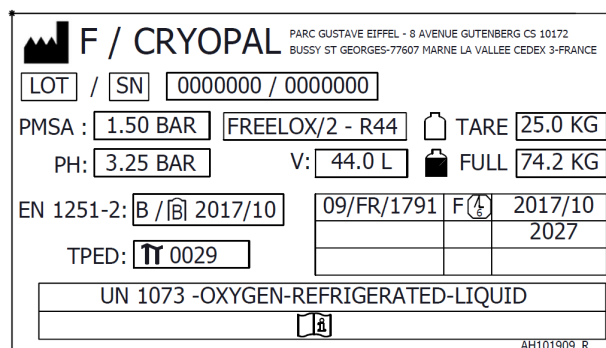 F / CRYOPAL PARC GUSTAVE EIFFEL - 8 AVENUE GUTENBERG CS 10172
BUSSY ST GEORGES-77607 MARNE LA VALLEE CEDEX 3-FRANCE
LOT / SN 0000000 / 0000000
PMSA : 1.50 BAR FREELOX/2 - R44 TARE 25.0 KG
PH: 3.25 BAR V: 44.0 L FULL 74.2 KG
EN 1251-2: B / B 2017/10 09/FR/1791 F 2017/10
2027
TPED: π 0029
UN 1073 -OXYGEN-REFRIGERATED-LIQUID
i
AH101909_R